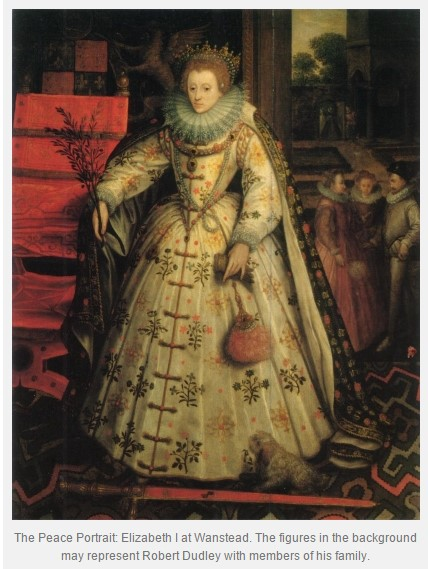 The Peace Portrait: Elizabeth I at Wanstead. The figures in the background
may represent Robert Dudley with members of his family.